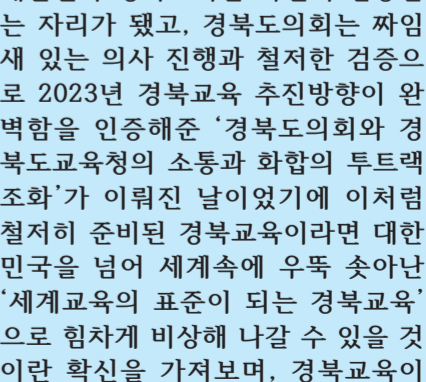 는 자리가 됐고, 경북도의회는 짜임
새 있는 의사 진행과 철저한 검증으
로 2023년 경북교육 추진방향이 완
벽함을 인증해준 ‘경북도의회와 경
북도교육청의 소통과 화합의 투트랙
조화’가 이뤄진 날이었기에 이처럼
철저히 준비된 경북교육이라면 대한
민국을 넘어 세계속에 우뚝 솟아난
‘세계교육의 표준이 되는 경북교육’
으로 힘차게 비상해 나갈 수 있을 것
이란 확신을 가져보며, 경북교육이